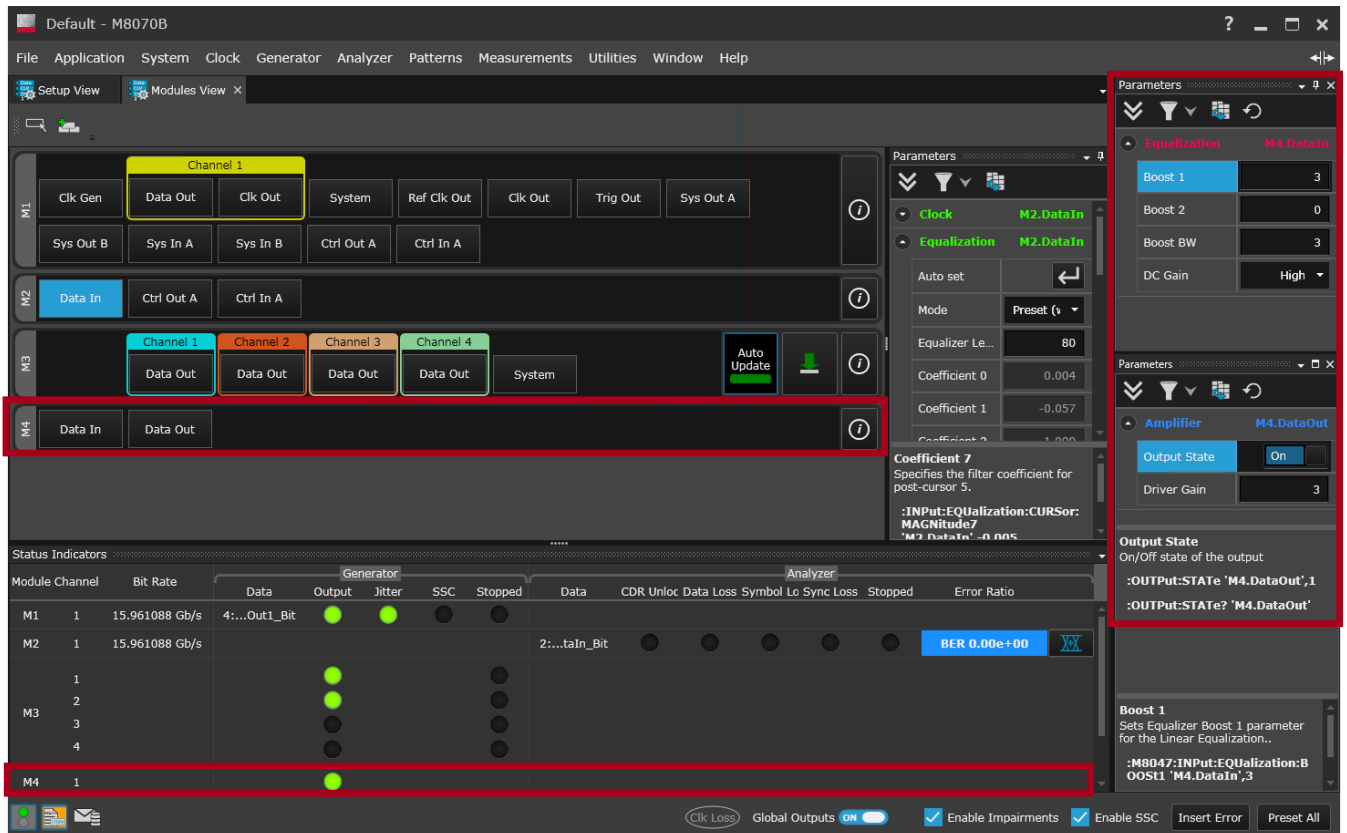 Default - M8070B
?
File Application System Clock Generator Analyzer Patterns Measurements Utilities Window Help
Setup View
Modules View
M1
Channel 1
Clk Gen
Data Out
Clk Out
System
Ref Clk Out
Clk Out
Trig Out
Sys Out A
Sys Out B
Sys In A
Sys In B
Ctrl Out A
Ctrl In A
M2
Data In
Ctrl Out A
Ctrl In A
M3
Channel 1
Data Out
Channel 2
Data Out
Channel 3
Data Out
Channel 4
Data Out
System
Auto
Update
M4
Data In
Data Out
Parameters
Clock M2.DataIn
Equalization M2.DataIn
Auto set
Mode Preset (
Equalizer Le... 80
Coefficient 0 0.004
Coefficient 1 -0.057
Coefficient 2 1.000
Coefficient 7
Specifies the filter coefficient for
post-cursor 5.
:INPut:EQUalization:CURSor:
MAGNitude7
'M2.DataIn' -0.005
Parameters
Equalization M4.DataIn
Boost 1 3
Boost 2 0
Boost BW 3
DC Gain High
Parameters
Amplifier M4.DataOut
Output State On
Driver Gain 3
Output State
On/Off state of the output
:OUTPut:STATe 'M4.DataOut',1
:OUTPut:STATe? 'M4.DataOut'
Boost 1
Sets Equalizer Boost 1 parameter
for the Linear Equalization..
:M8047:INPut:EQUalization:B
OOSt1 'M4.DataIn',3
Status Indicators
Generator Analyzer
Module Channel Bit Rate Data Output Jitter SSC Stopped Data CDR Unloc Data Loss Symbol Lo Sync Loss Stopped Error Ratio
M1 1 15.961088 Gb/s 4:...Out1_Bit
M2 1 15.961088 Gb/s 2:...taIn_Bit BER 0.00e+00
M3
1
2
3
4
M4 1
Clk Loss Global Outputs ON Enable Impairments Enable SSC Insert Error Preset All